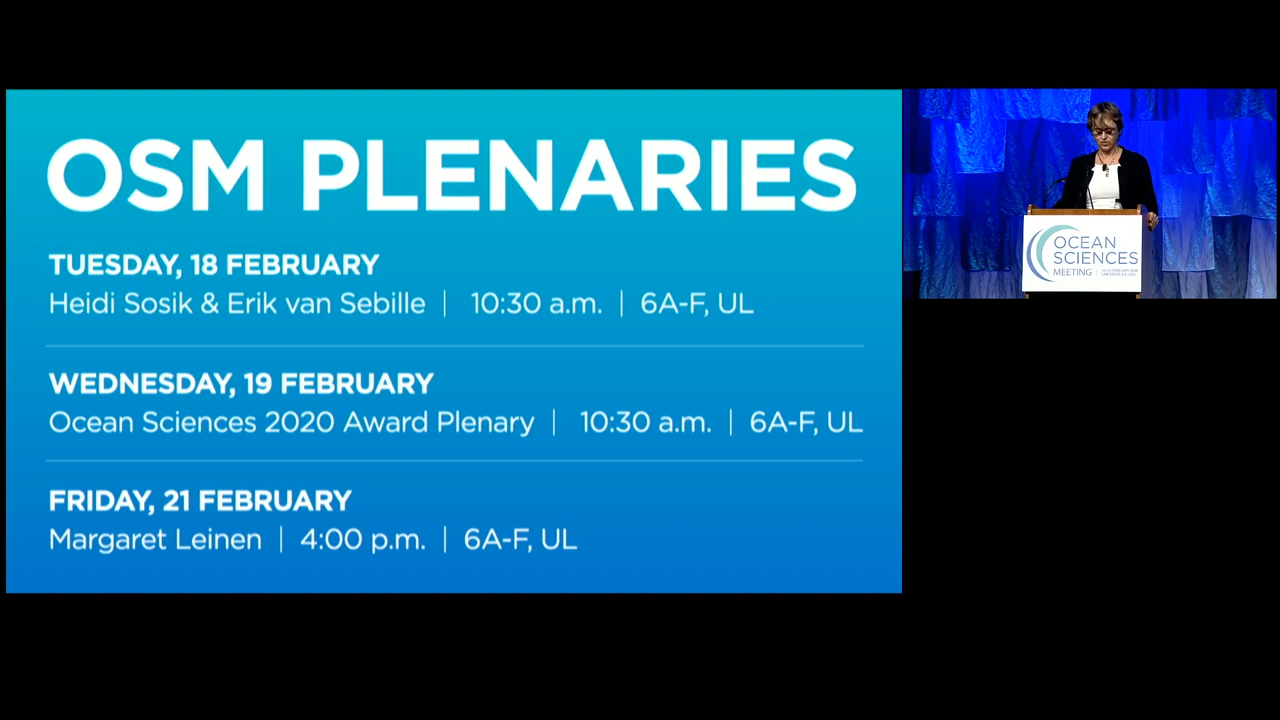 OSM PLENARIES
TUESDAY, 18 FEBRUARY
Heidi Sosik & Erik van Sebille | 10:30 a.m. | 6A-F, UL
WEDNESDAY, 19 FEBRUARY
Ocean Sciences 2020 Award Plenary | 10:30 a.m. | 6A-F, UL
FRIDAY, 21 FEBRUARY
Margaret Leinen | 4:00 p.m. | 6A-F, UL
OCEAN
SCIENCES
MEETING